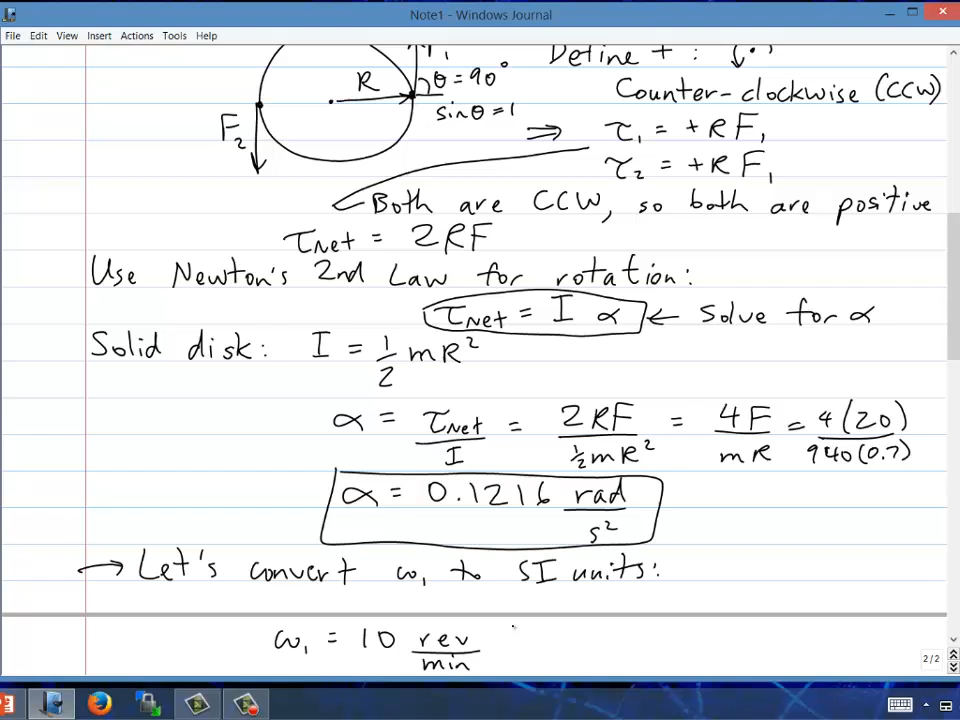 Note1 - Windows Journal
File Edit View Insert Actions Tools Help
Define + :
R θ = 90°
Counter-clockwise (CCW)
sinθ = 1
F₂
⇒ τ₁ = +RF₁
τ₂ = +RF₁
Both are CCW, so both are positive
τNet = 2RF
Use Newton's 2nd Law for rotation:
τNet = I α ← Solve for α
Solid disk: I = 1/2 mR²
α = τNet/I = 2RF / ½mR² = 4F/mR = 4(20)/940(0.7)
α = 0.1216 rad/s²
→ Let's convert ω₁ to SI units:
ω₁ = 10 rev/min
2/2